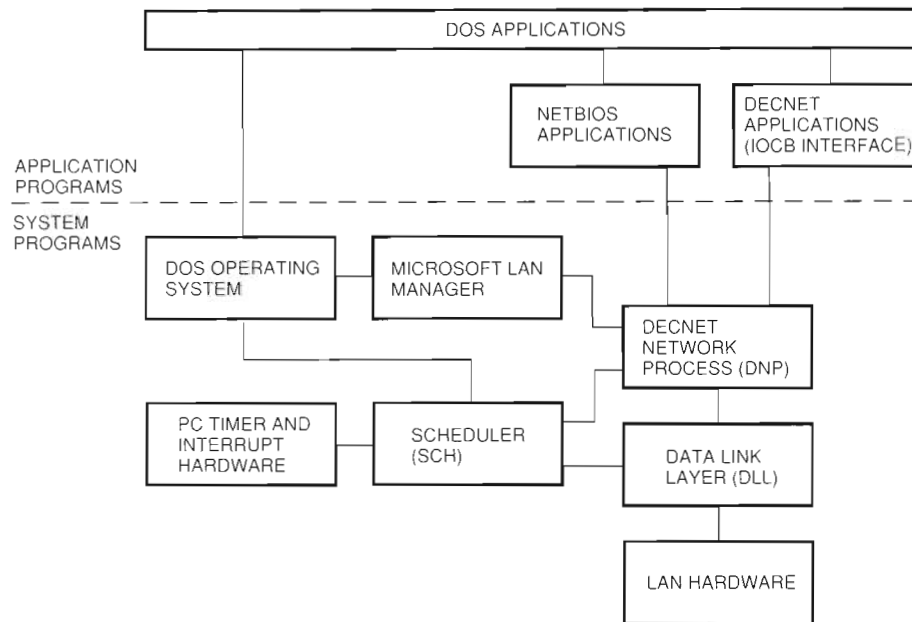 DOS APPLICATIONS
NETBIOS
APPLICATIONS
DECNET
APPLICATIONS
(IOCB INTERFACE)
APPLICATION
PROGRAMS
SYSTEM
PROGRAMS
DOS OPERATING
SYSTEM
MICROSOFT LAN
MANAGER
DECNET
NETWORK
PROCESS (DNP)
PC TIMER AND
INTERRUPT
HARDWARE
SCHEDULER
(SCH)
DATA LINK
LAYER (DLL)
LAN HARDWARE